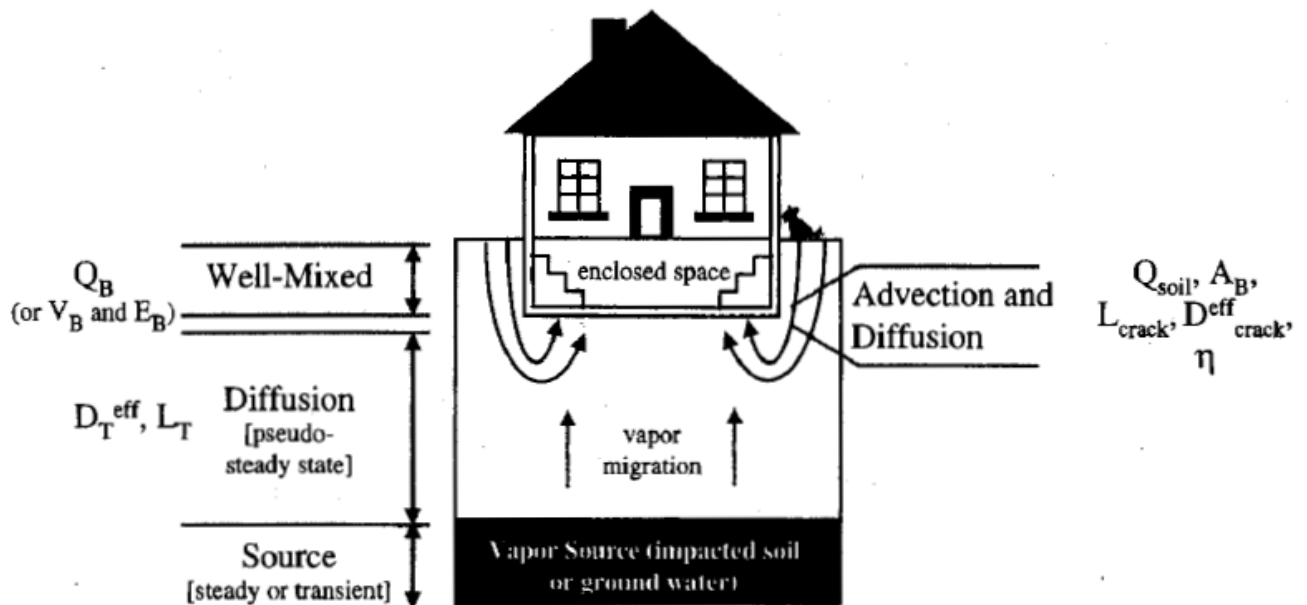 Q_B
(or V_B and E_B)
Well-Mixed
enclosed space
Advection and
Diffusion
Q_soil, A_B,
L_crack, D^eff_crack,
η
D_T^eff, L_T
Diffusion
[pseudo-
steady state]
vapor
migration
Source
[steady or transient]
Vapor Source (impacted soil
or ground water)